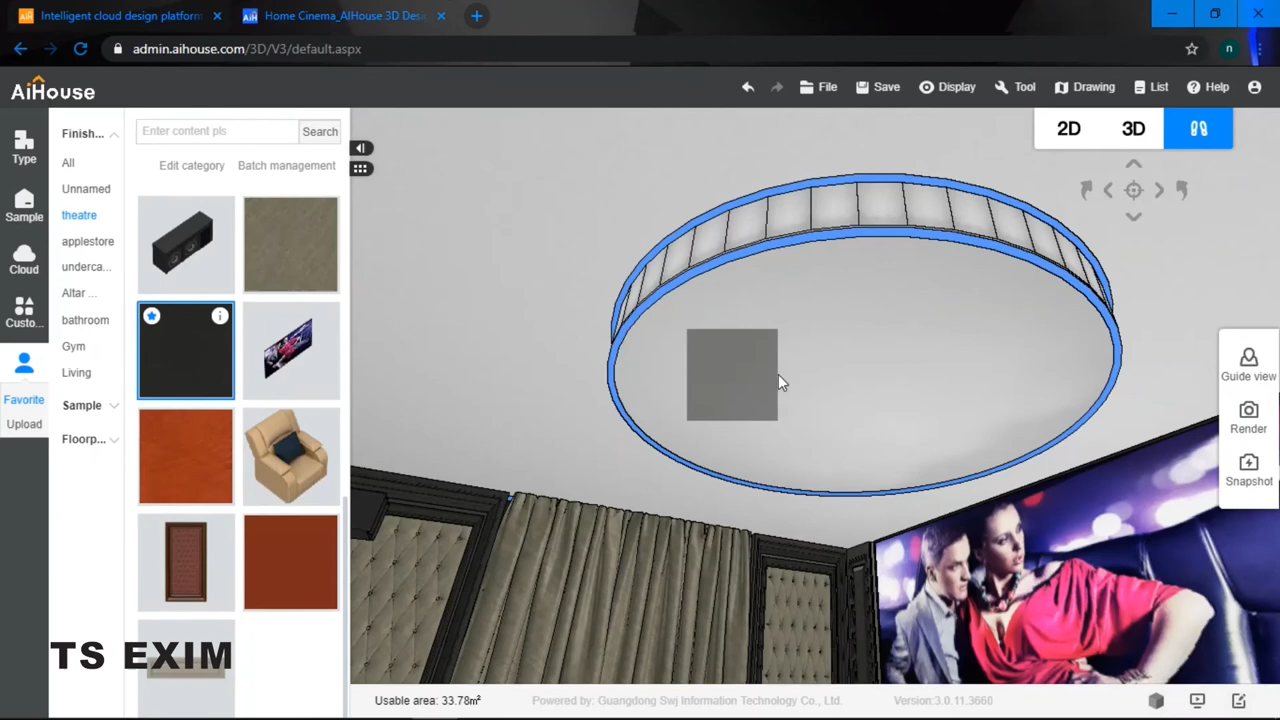 Intelligent cloud design platform
Home Cinema_AIHouse 3D Desi
admin.aihouse.com/3D/V3/default.aspx
n
AiHouse
File
Save
Display
Tool
Drawing
List
Help
Type
Sample
Cloud
Custo...
Favorite
Upload
Finish...
All
Unnamed
theatre
applestore
underca...
Altar ...
bathroom
Gym
Living
Sample
Floorp...
Enter content pls
Search
Edit category
Batch management
2D
3D
Guide view
Render
Snapshot
TS EXIM
Usable area: 33.78m²
Powered by: Guangdong Swj Information Technology Co., Ltd.
Version:3.0.11.3660